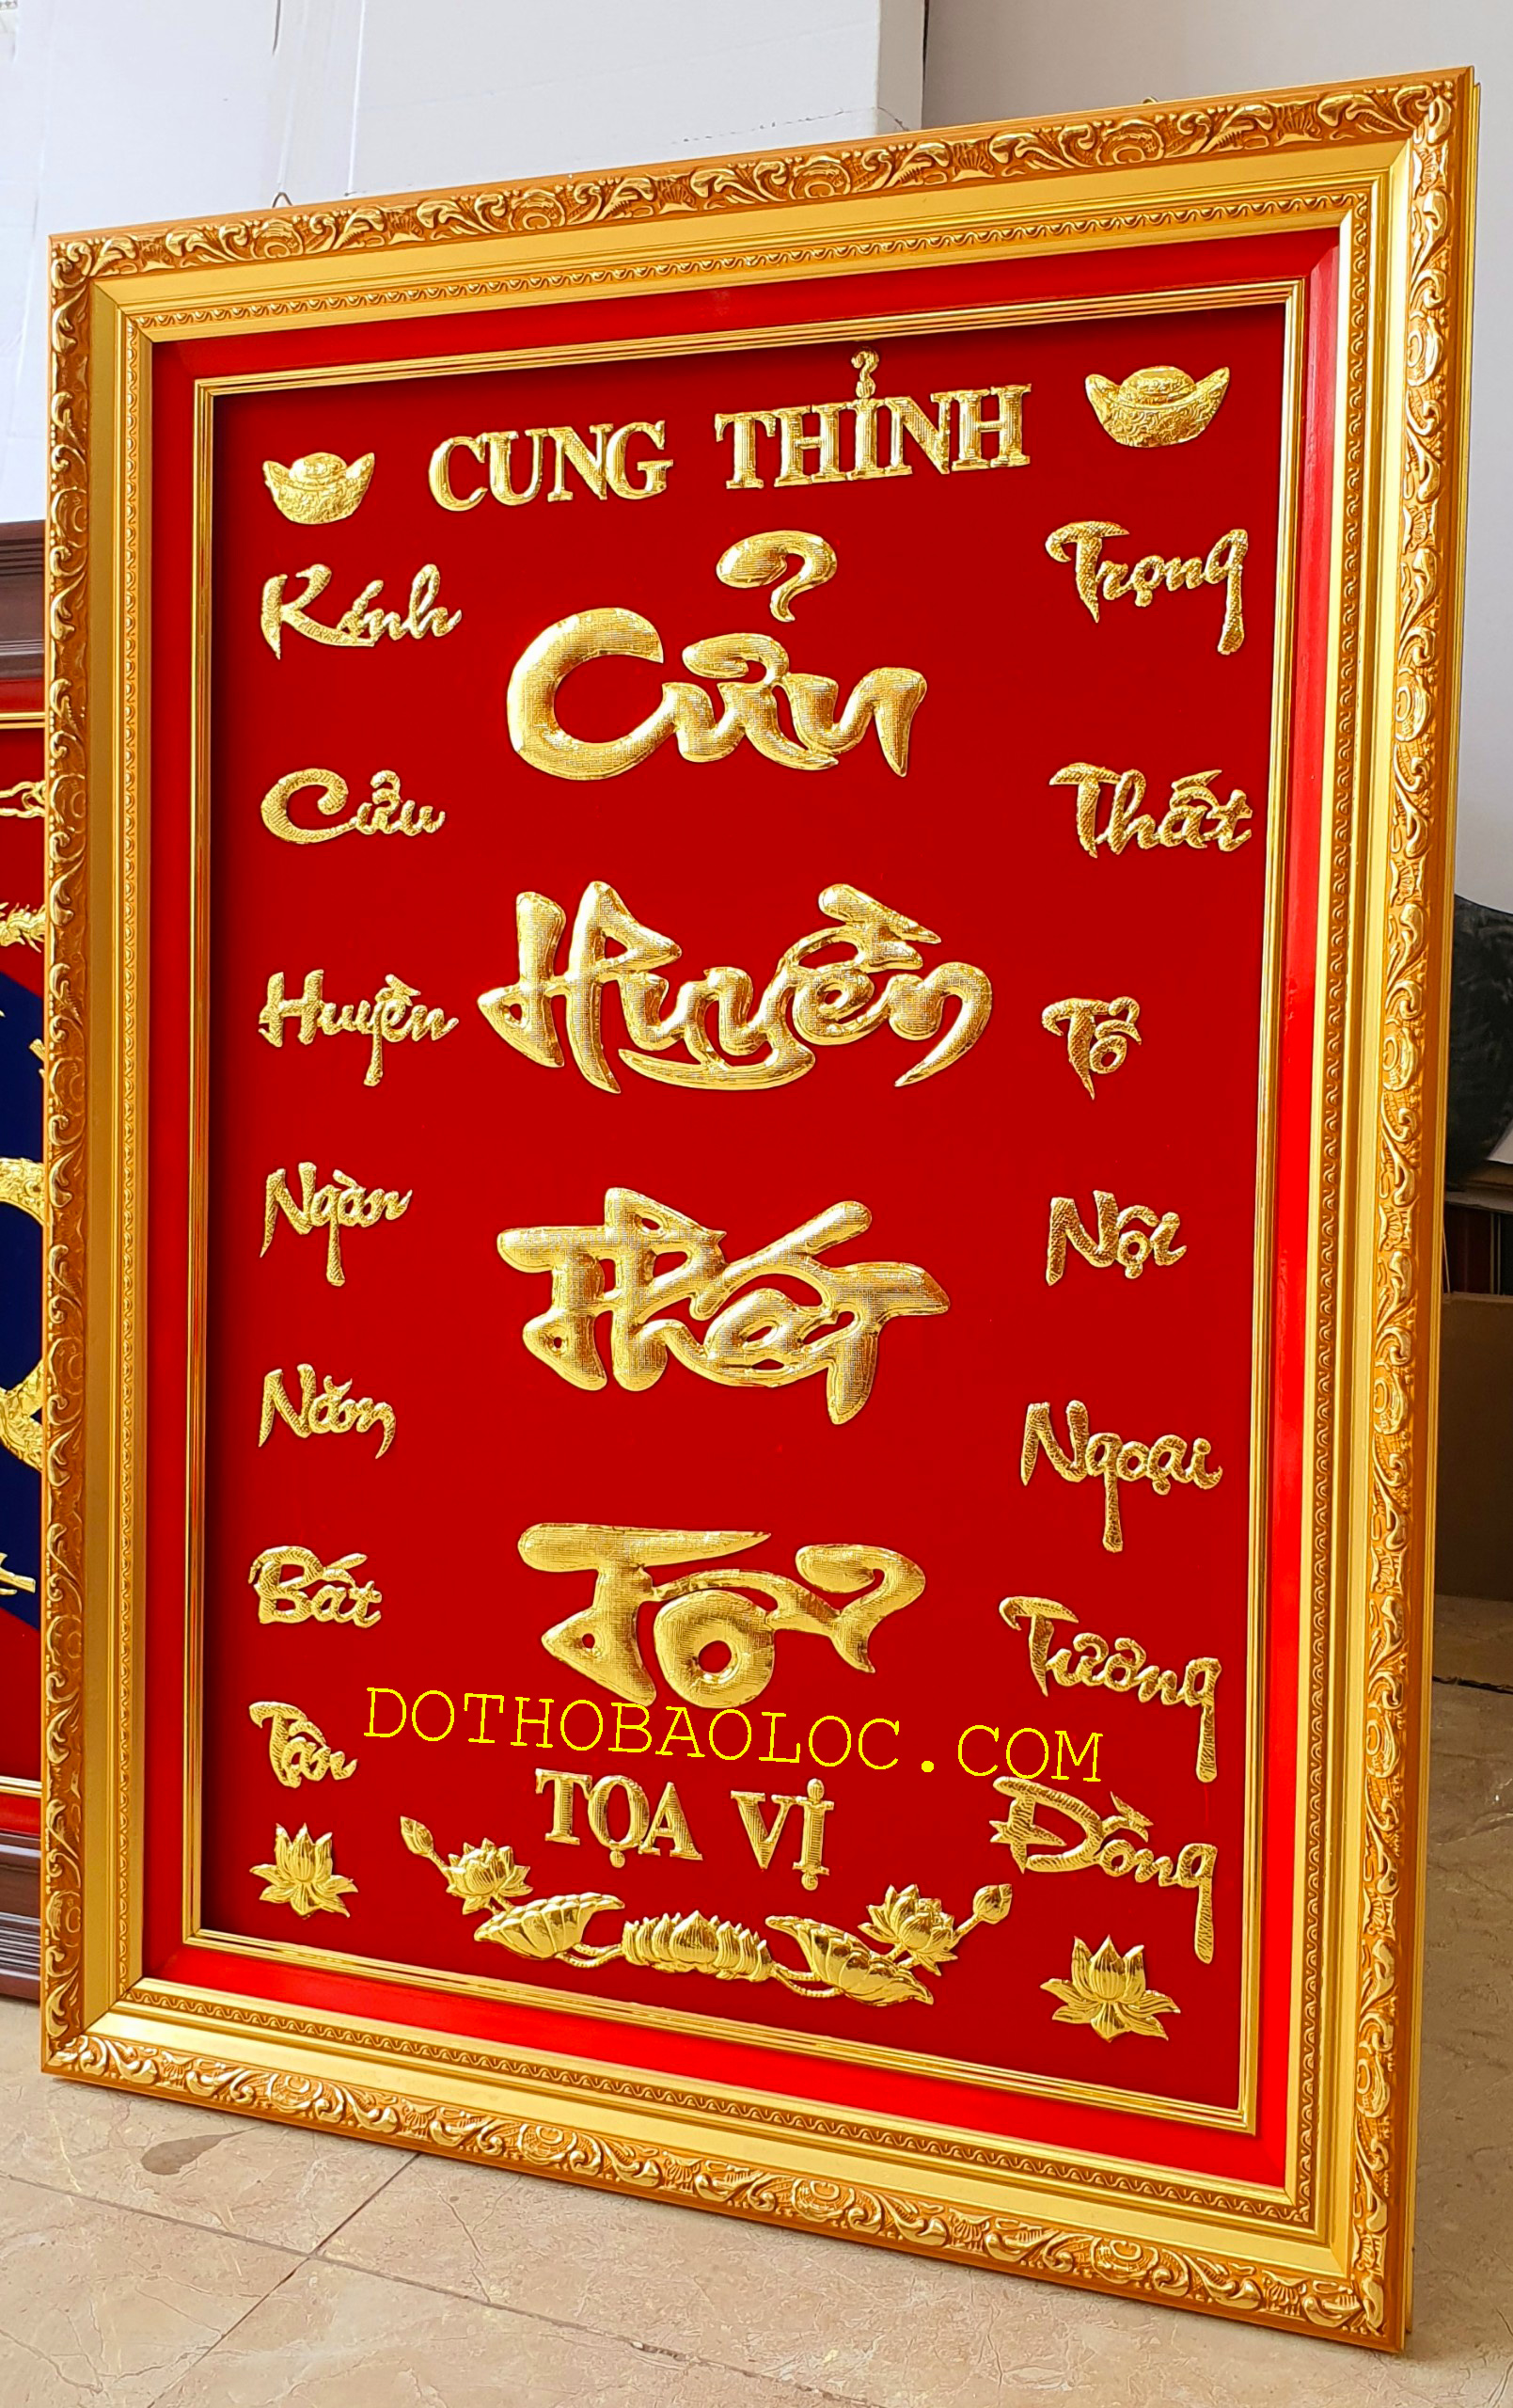 CUNG THỈNH
Kính
Cửu
Huyền
Ngàn
Năm
Bất
Tận
Cửu
Huyền
Thất
Tổ
Trọng
Thất
Tổ
Nội
Ngoại
Tương
Đồng
DOTHOBAOLOC.COM
TỌA VỊ